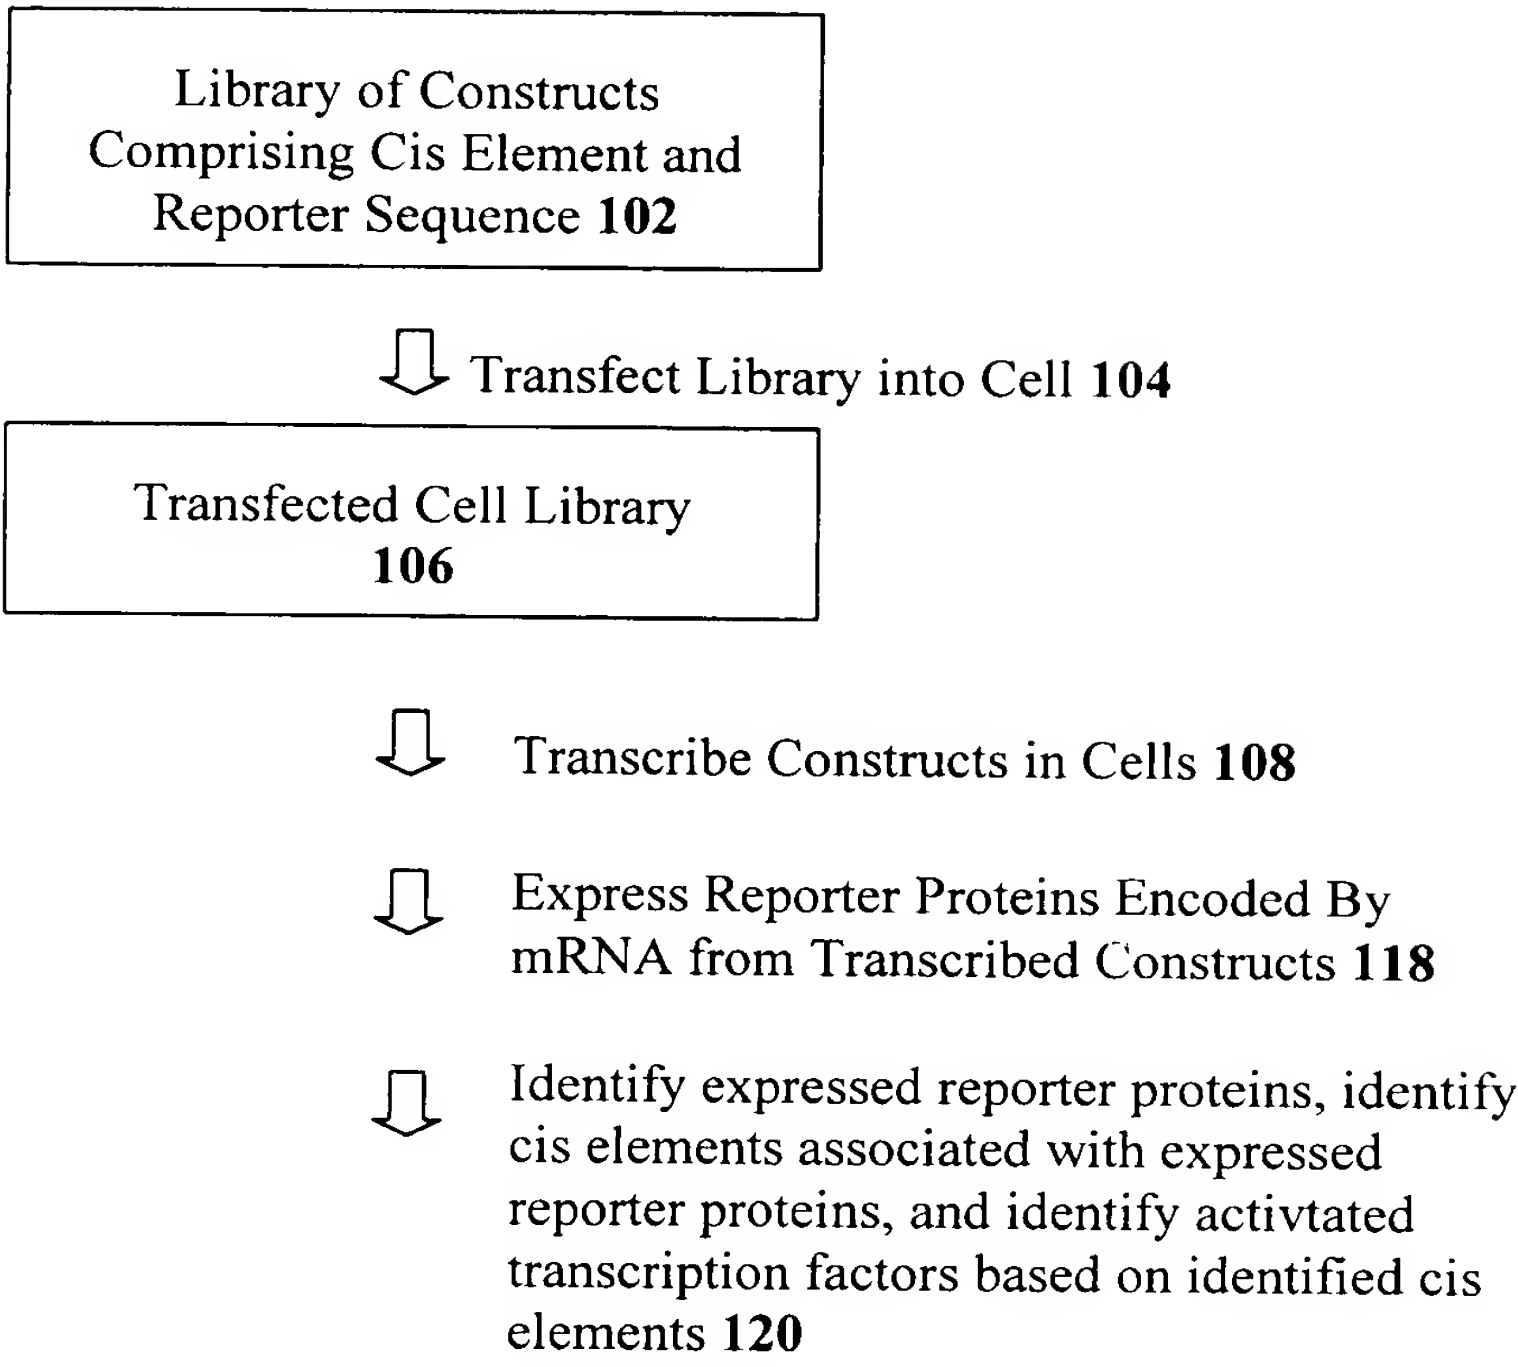 Library of Constructs
Comprising Cis Element and
Reporter Sequence 102
Transfect Library into Cell 104
Transfected Cell Library
106
Transcribe Constructs in Cells 108
Express Reporter Proteins Encoded By
mRNA from Transcribed Constructs 118
Identify expressed reporter proteins, identify
cis elements associated with expressed
reporter proteins, and identify activtated
transcription factors based on identified cis
elements 120